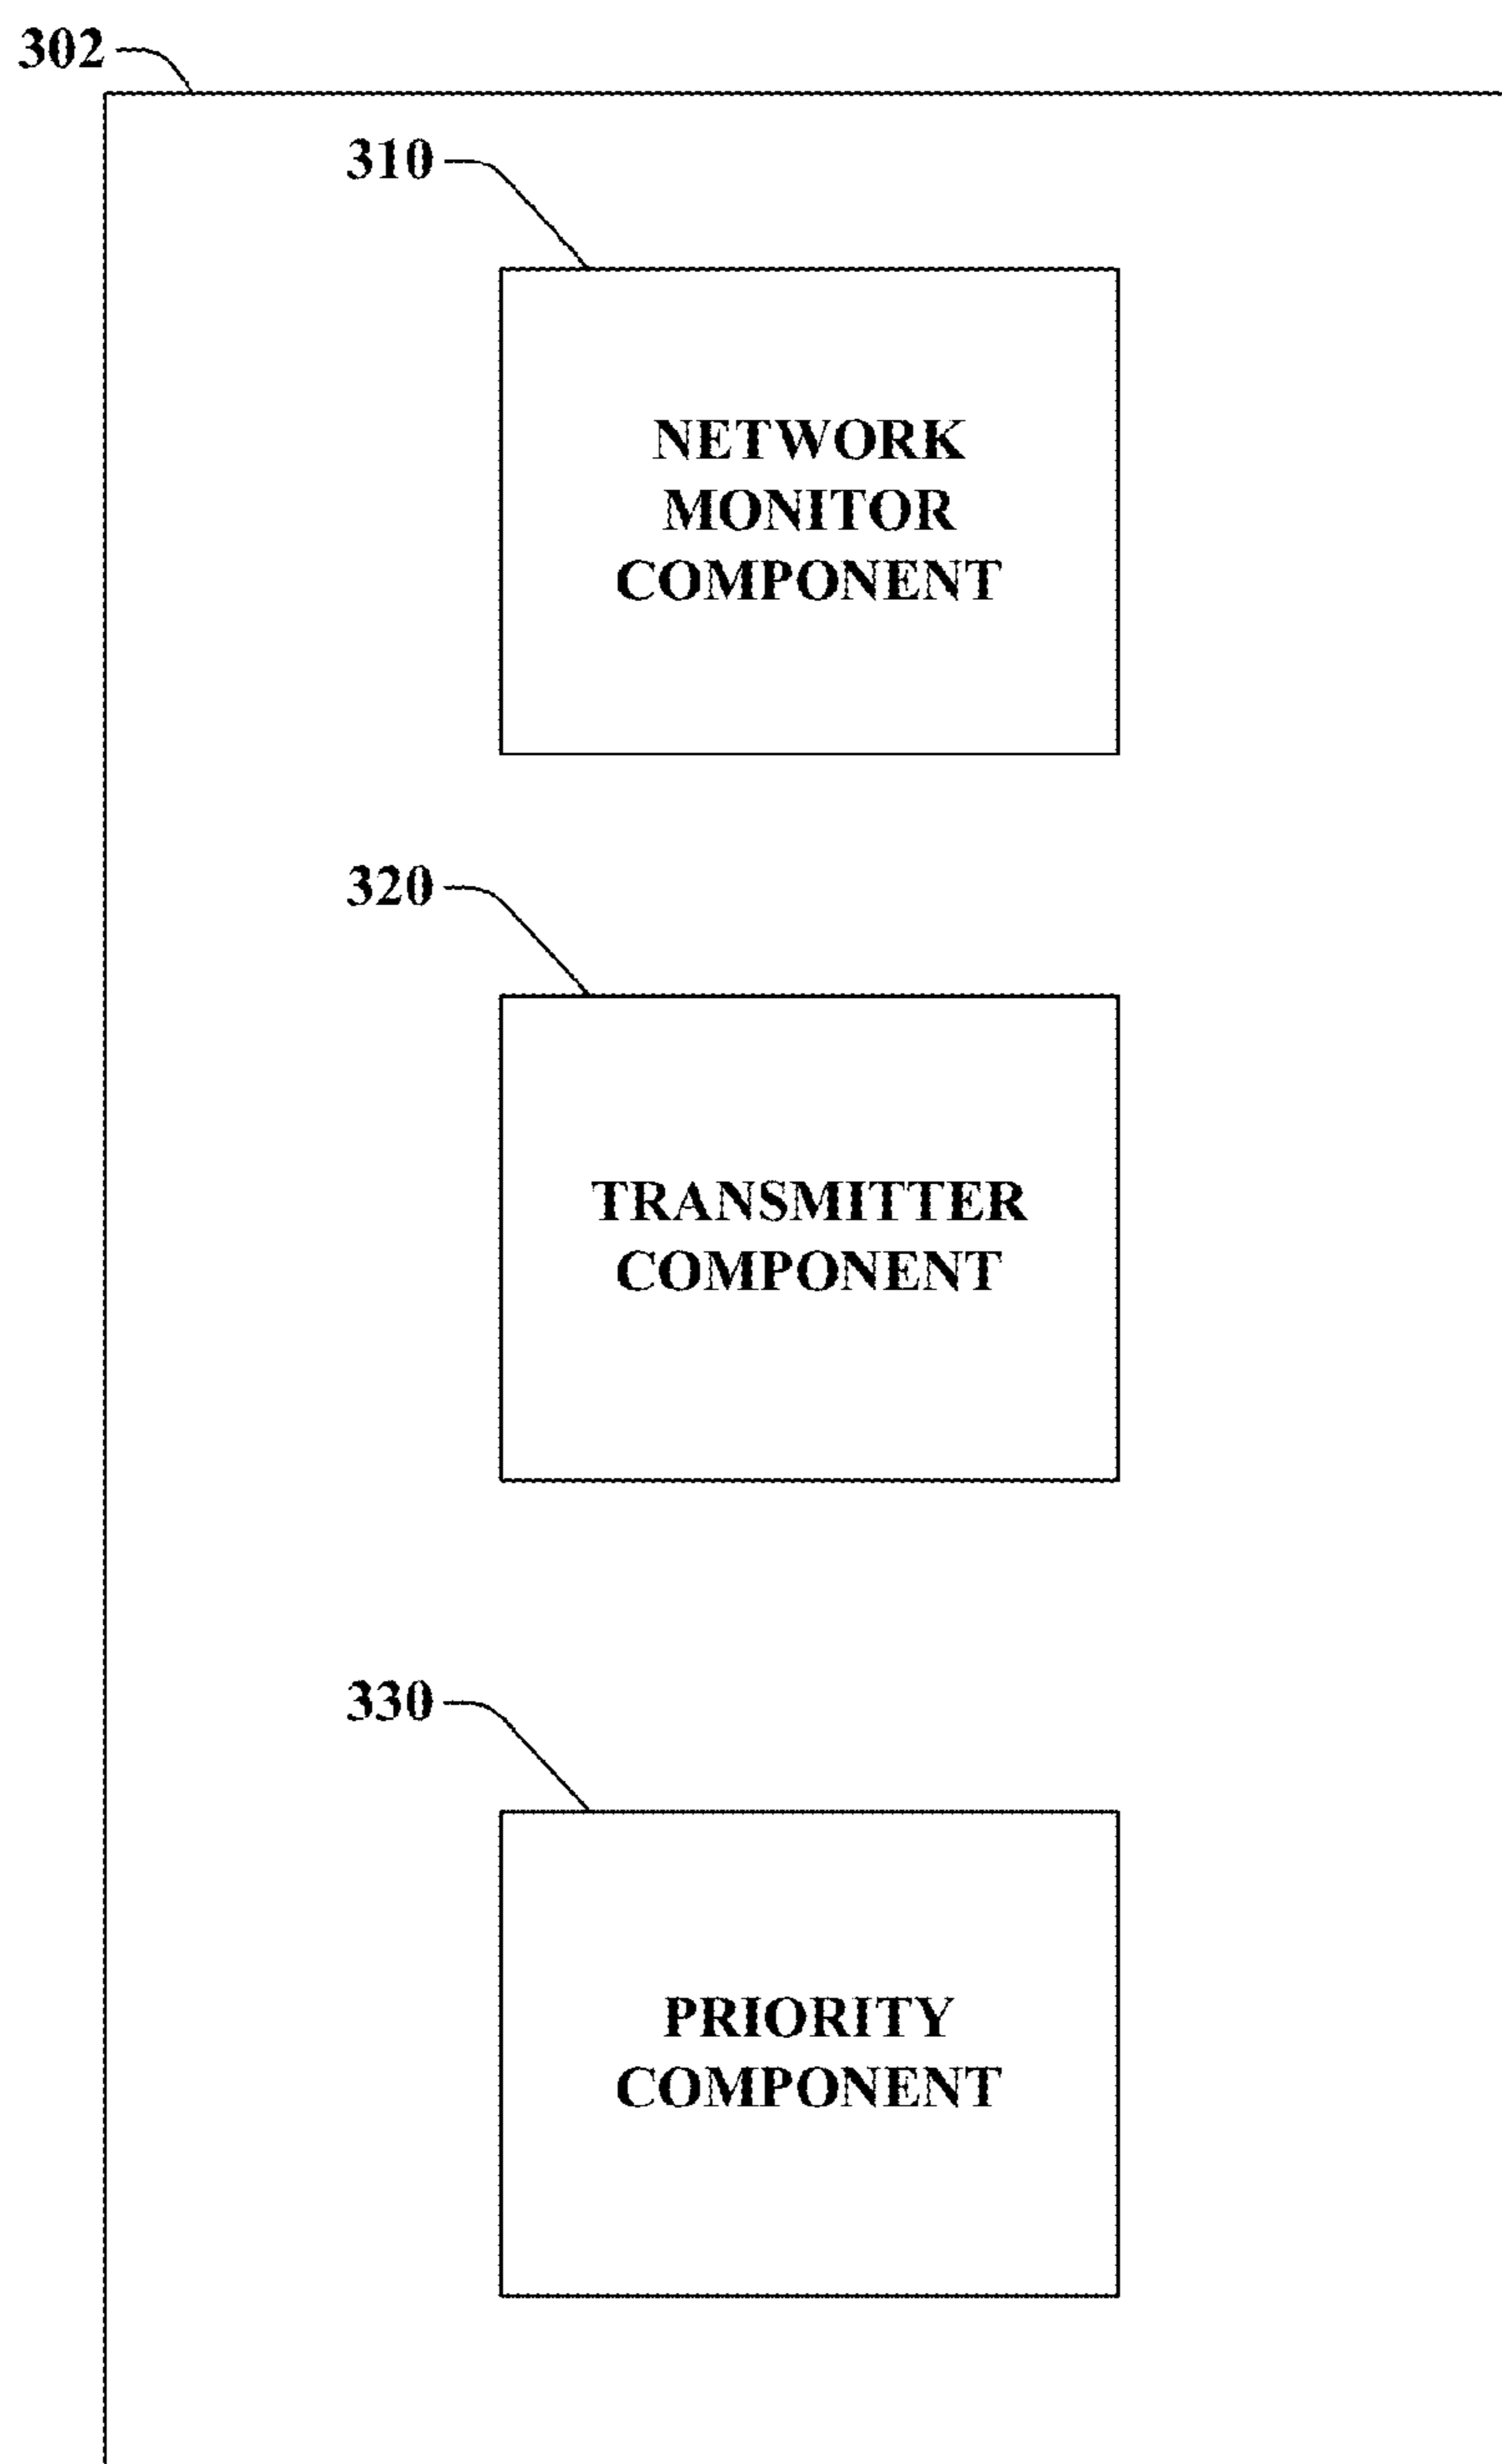 302
310
NETWORK
MONITOR
COMPONENT
320
TRANSMITTER
COMPONENT
330
PRIORITY
COMPONENT